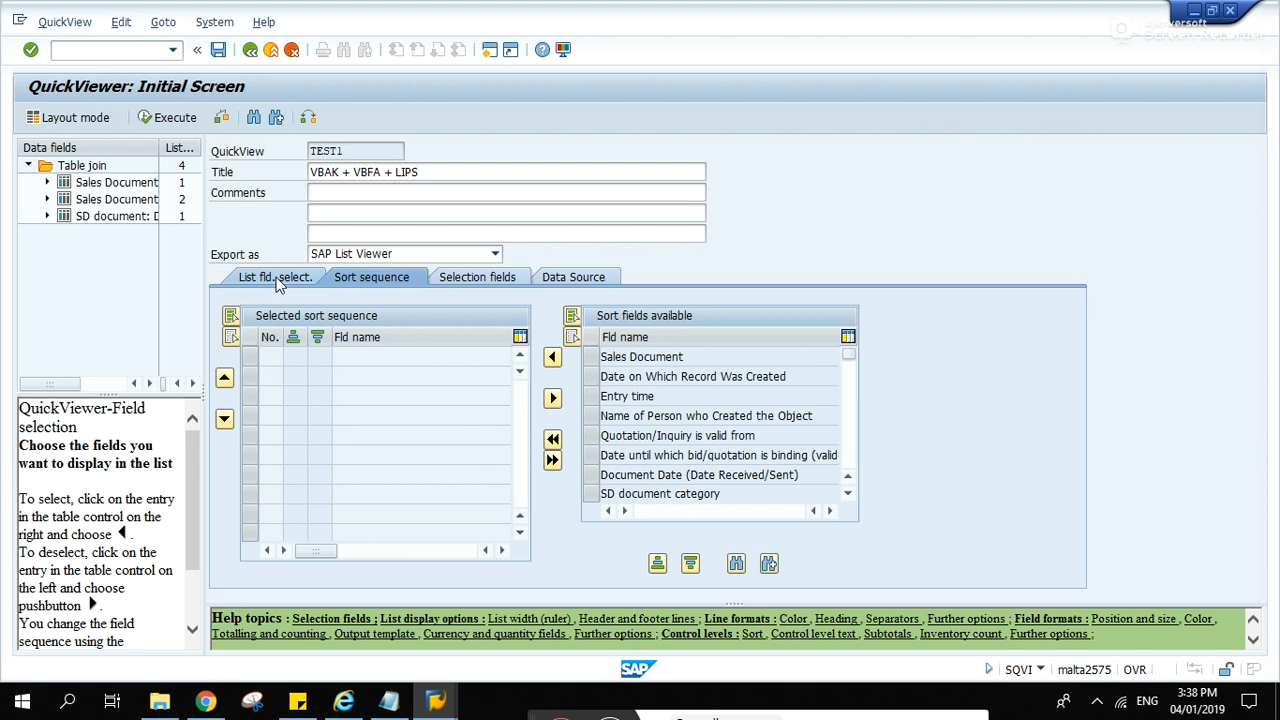 QuickView Edit Goto System Help
Apowersoft
Screen Recorder
QuickViewer: Initial Screen
Layout mode Execute
Data fields List...
Table join 4
Sales Document 1
Sales Document 2
SD document: D 1
QuickView TEST1
Title VBAK + VBFA + LIPS
Comments
Export as SAP List Viewer
List fld. select. Sort sequence Selection fields Data Source
Selected sort sequence
No. Fld name
Sort fields available
Fld name
Sales Document
Date on Which Record Was Created
Entry time
Name of Person who Created the Object
Quotation/Inquiry is valid from
Date until which bid/quotation is binding (valid
Document Date (Date Received/Sent)
SD document category
QuickViewer-Field
selection
Choose the fields you
want to display in the list
To select, click on the entry
in the table control on the
right and choose .
To deselect, click on the
entry in the table control on
the left and choose
pushbutton .
You change the field
sequence using the
Help topics : Selection fields ; List display options : List width (ruler) , Header and footer lines ; Line formats : Color , Heading , Separators , Further options ; Field formats : Position and size , Color ,
Totalling and counting , Output template , Currency and quantity fields , Further options ; Control levels : Sort , Control level text , Subtotals , Inventory count , Further options ;
SAP
SQVI malta2575 OVR
ENG
3:38 PM
04/01/2019